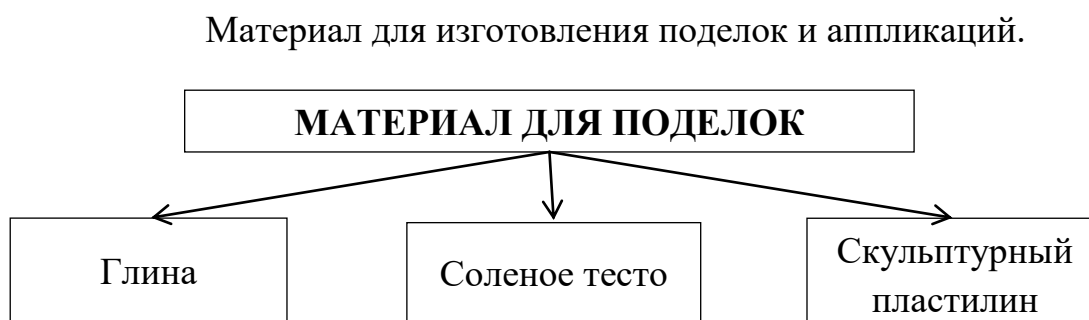 Материал для изготовления поделок и аппликаций.
МАТЕРИАЛ ДЛЯ ПОДЕЛОК
Глина
Соленое тесто
Скульптурный
пластилин